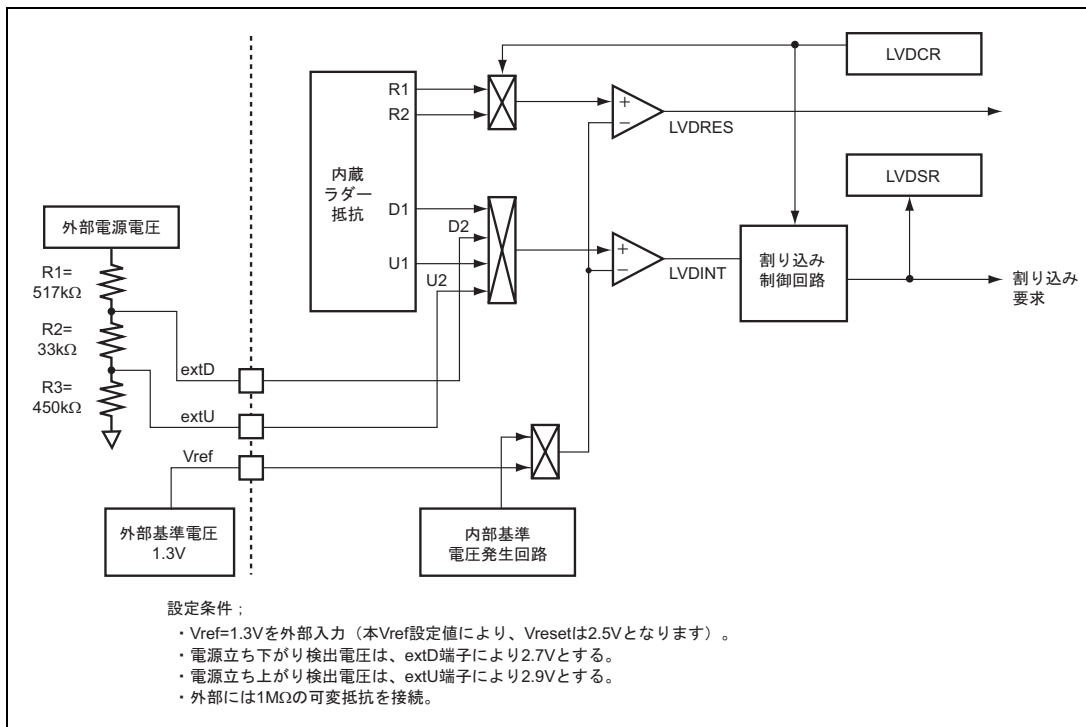 LVDCR
R1
R2
LVDRES
内蔵
ラダー
抵抗
D1
D2
U1
U2
LVDINT
LVDSR
割り込み
制御回路
割り込み
要求
外部電源電圧
R1=
517kΩ
R2=
33kΩ
R3=
450kΩ
extD
extU
Vref
外部基準電圧
1.3V
内部基準
電圧発生回路
+
−
+
−
設定条件；
・Vref=1.3Vを外部入力（本Vref設定値により、Vresetは2.5Vとなります）。
・電源立ち下がり検出電圧は、extD端子により2.7Vとする。
・電源立ち上がり検出電圧は、extU端子により2.9Vとする。
・外部には1MΩの可変抵抗を接続。